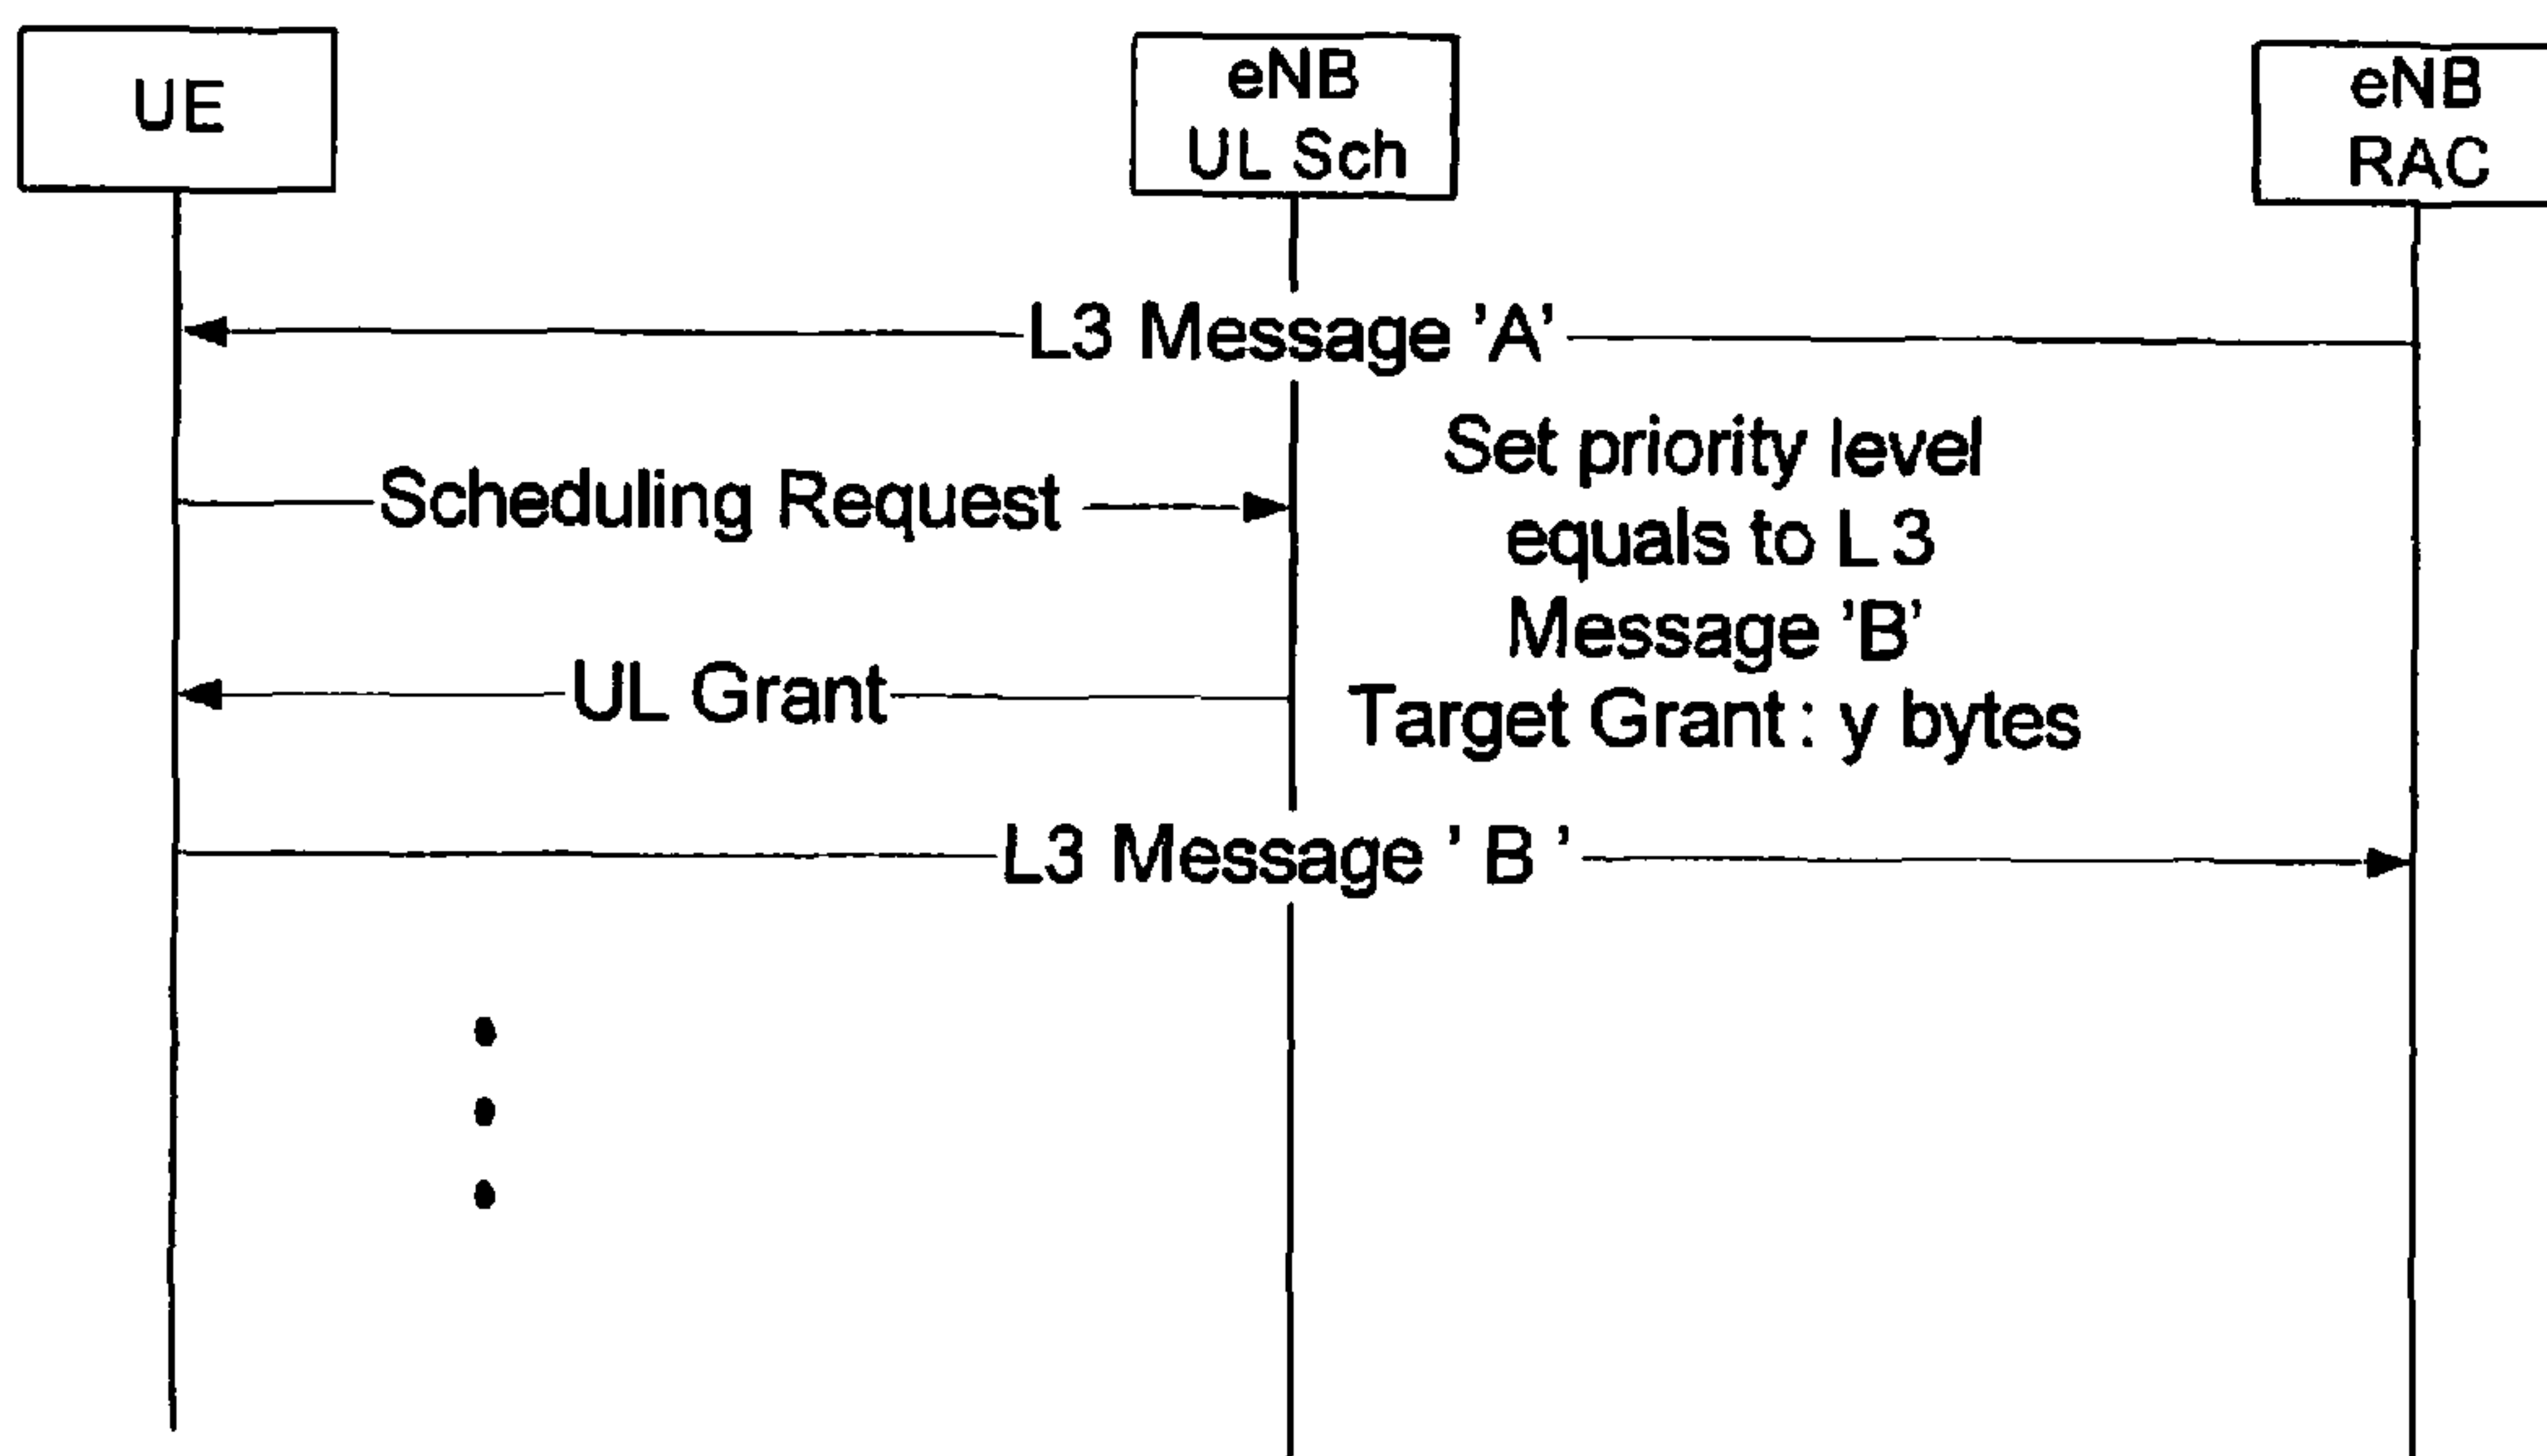 UE
eNB
UL Sch
eNB
RAC
L3 Message 'A'
Scheduling Request
Set priority level
equals to L3
Message 'B'
Target Grant: y bytes
UL Grant
L3 Message 'B'